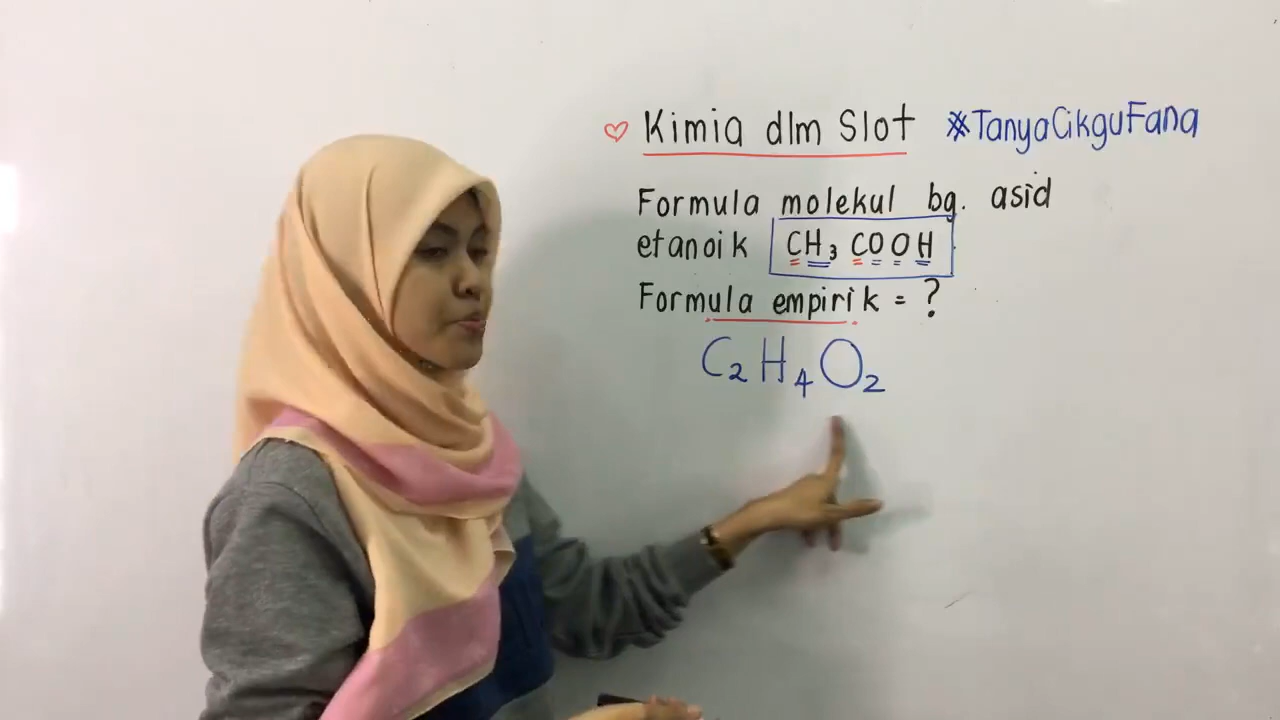 ♡ Kimia dlm Slot #TanyaCikguFana
Formula molekul bg. asid
etanoik CH₃COOH
Formula empirik = ?
C₂H₄O₂